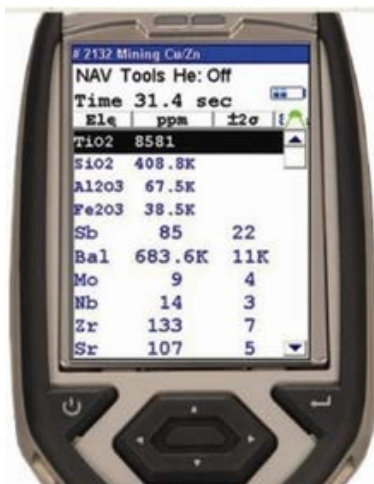 # 2132 Mining Cu/Zn
NAV Tools He: Off
Time 31.4 sec
Ele ppm ±2σ
TiO2 8581
SiO2 408.8K
Al2O3 67.5K
Fe2O3 38.5K
Sb 85 22
Bal 683.6K 11K
Mo 9 4
Nb 14 3
Zr 133 7
Sr 107 5